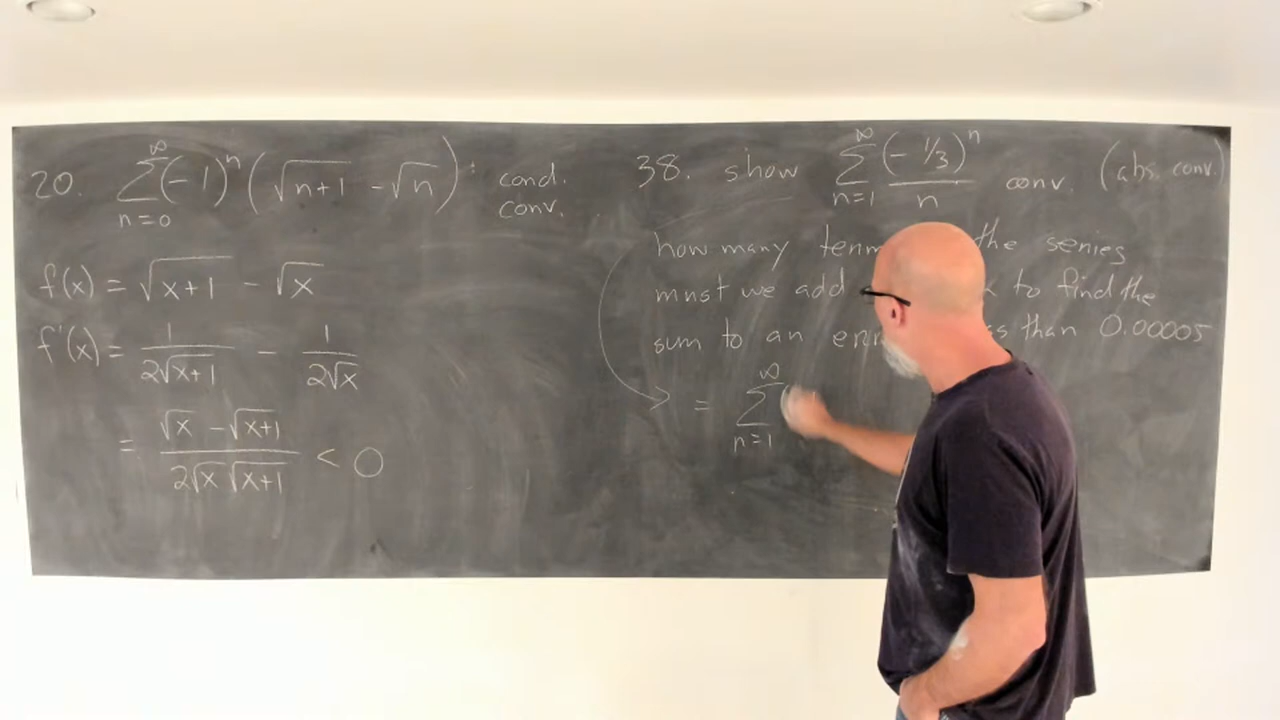 20. ∞ Σ n=0 (-1)^n (√(n+1) - √n) : cond. conv.
f(x) = √(x+1) - √x
f'(x) = 1/(2√(x+1)) - 1/(2√x)
= (√x - √(x+1))/(2√x √(x+1)) < 0
38. show ∞ Σ n=1 (-1/3)^n / n conv. (abs. conv.)
how many the series
must we add to find the
sum to an than 0.00005
= ∞ Σ n=1